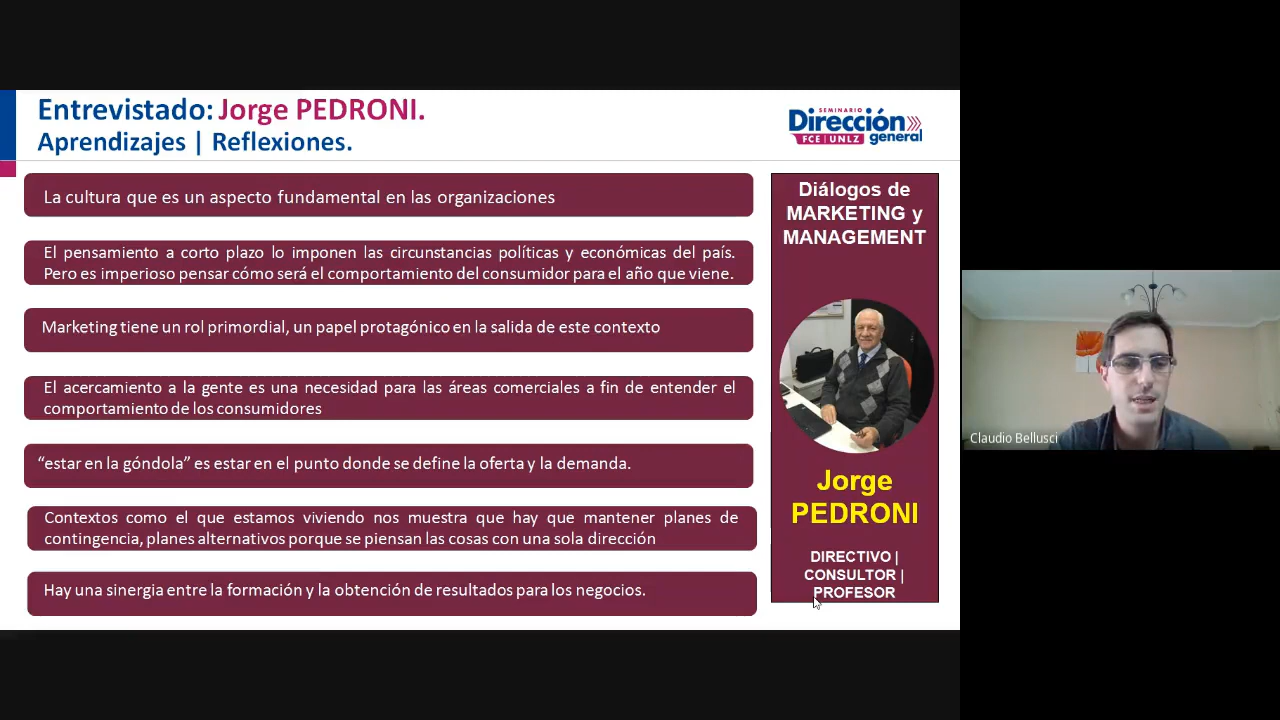 Entrevistado: Jorge PEDRONI.
Aprendizajes | Reflexiones.
SEMINARIO
Dirección
FCE | UNLZ general
La cultura que es un aspecto fundamental en las organizaciones
El pensamiento a corto plazo lo imponen las circunstancias políticas y económicas del país.
Pero es imperioso pensar cómo será el comportamiento del consumidor para el año que viene.
Marketing tiene un rol primordial, un papel protagónico en la salida de este contexto
El acercamiento a la gente es una necesidad para las áreas comerciales a fin de entender el
comportamiento de los consumidores
“estar en la góndola” es estar en el punto donde se define la oferta y la demanda.
Contextos como el que estamos viviendo nos muestra que hay que mantener planes de
contingencia, planes alternativos porque se piensan las cosas con una sola dirección
Hay una sinergia entre la formación y la obtención de resultados para los negocios.
Diálogos de
MARKETING y
MANAGEMENT
Jorge
PEDRONI
DIRECTIVO |
CONSULTOR |
PROFESOR
Claudio Bellusci